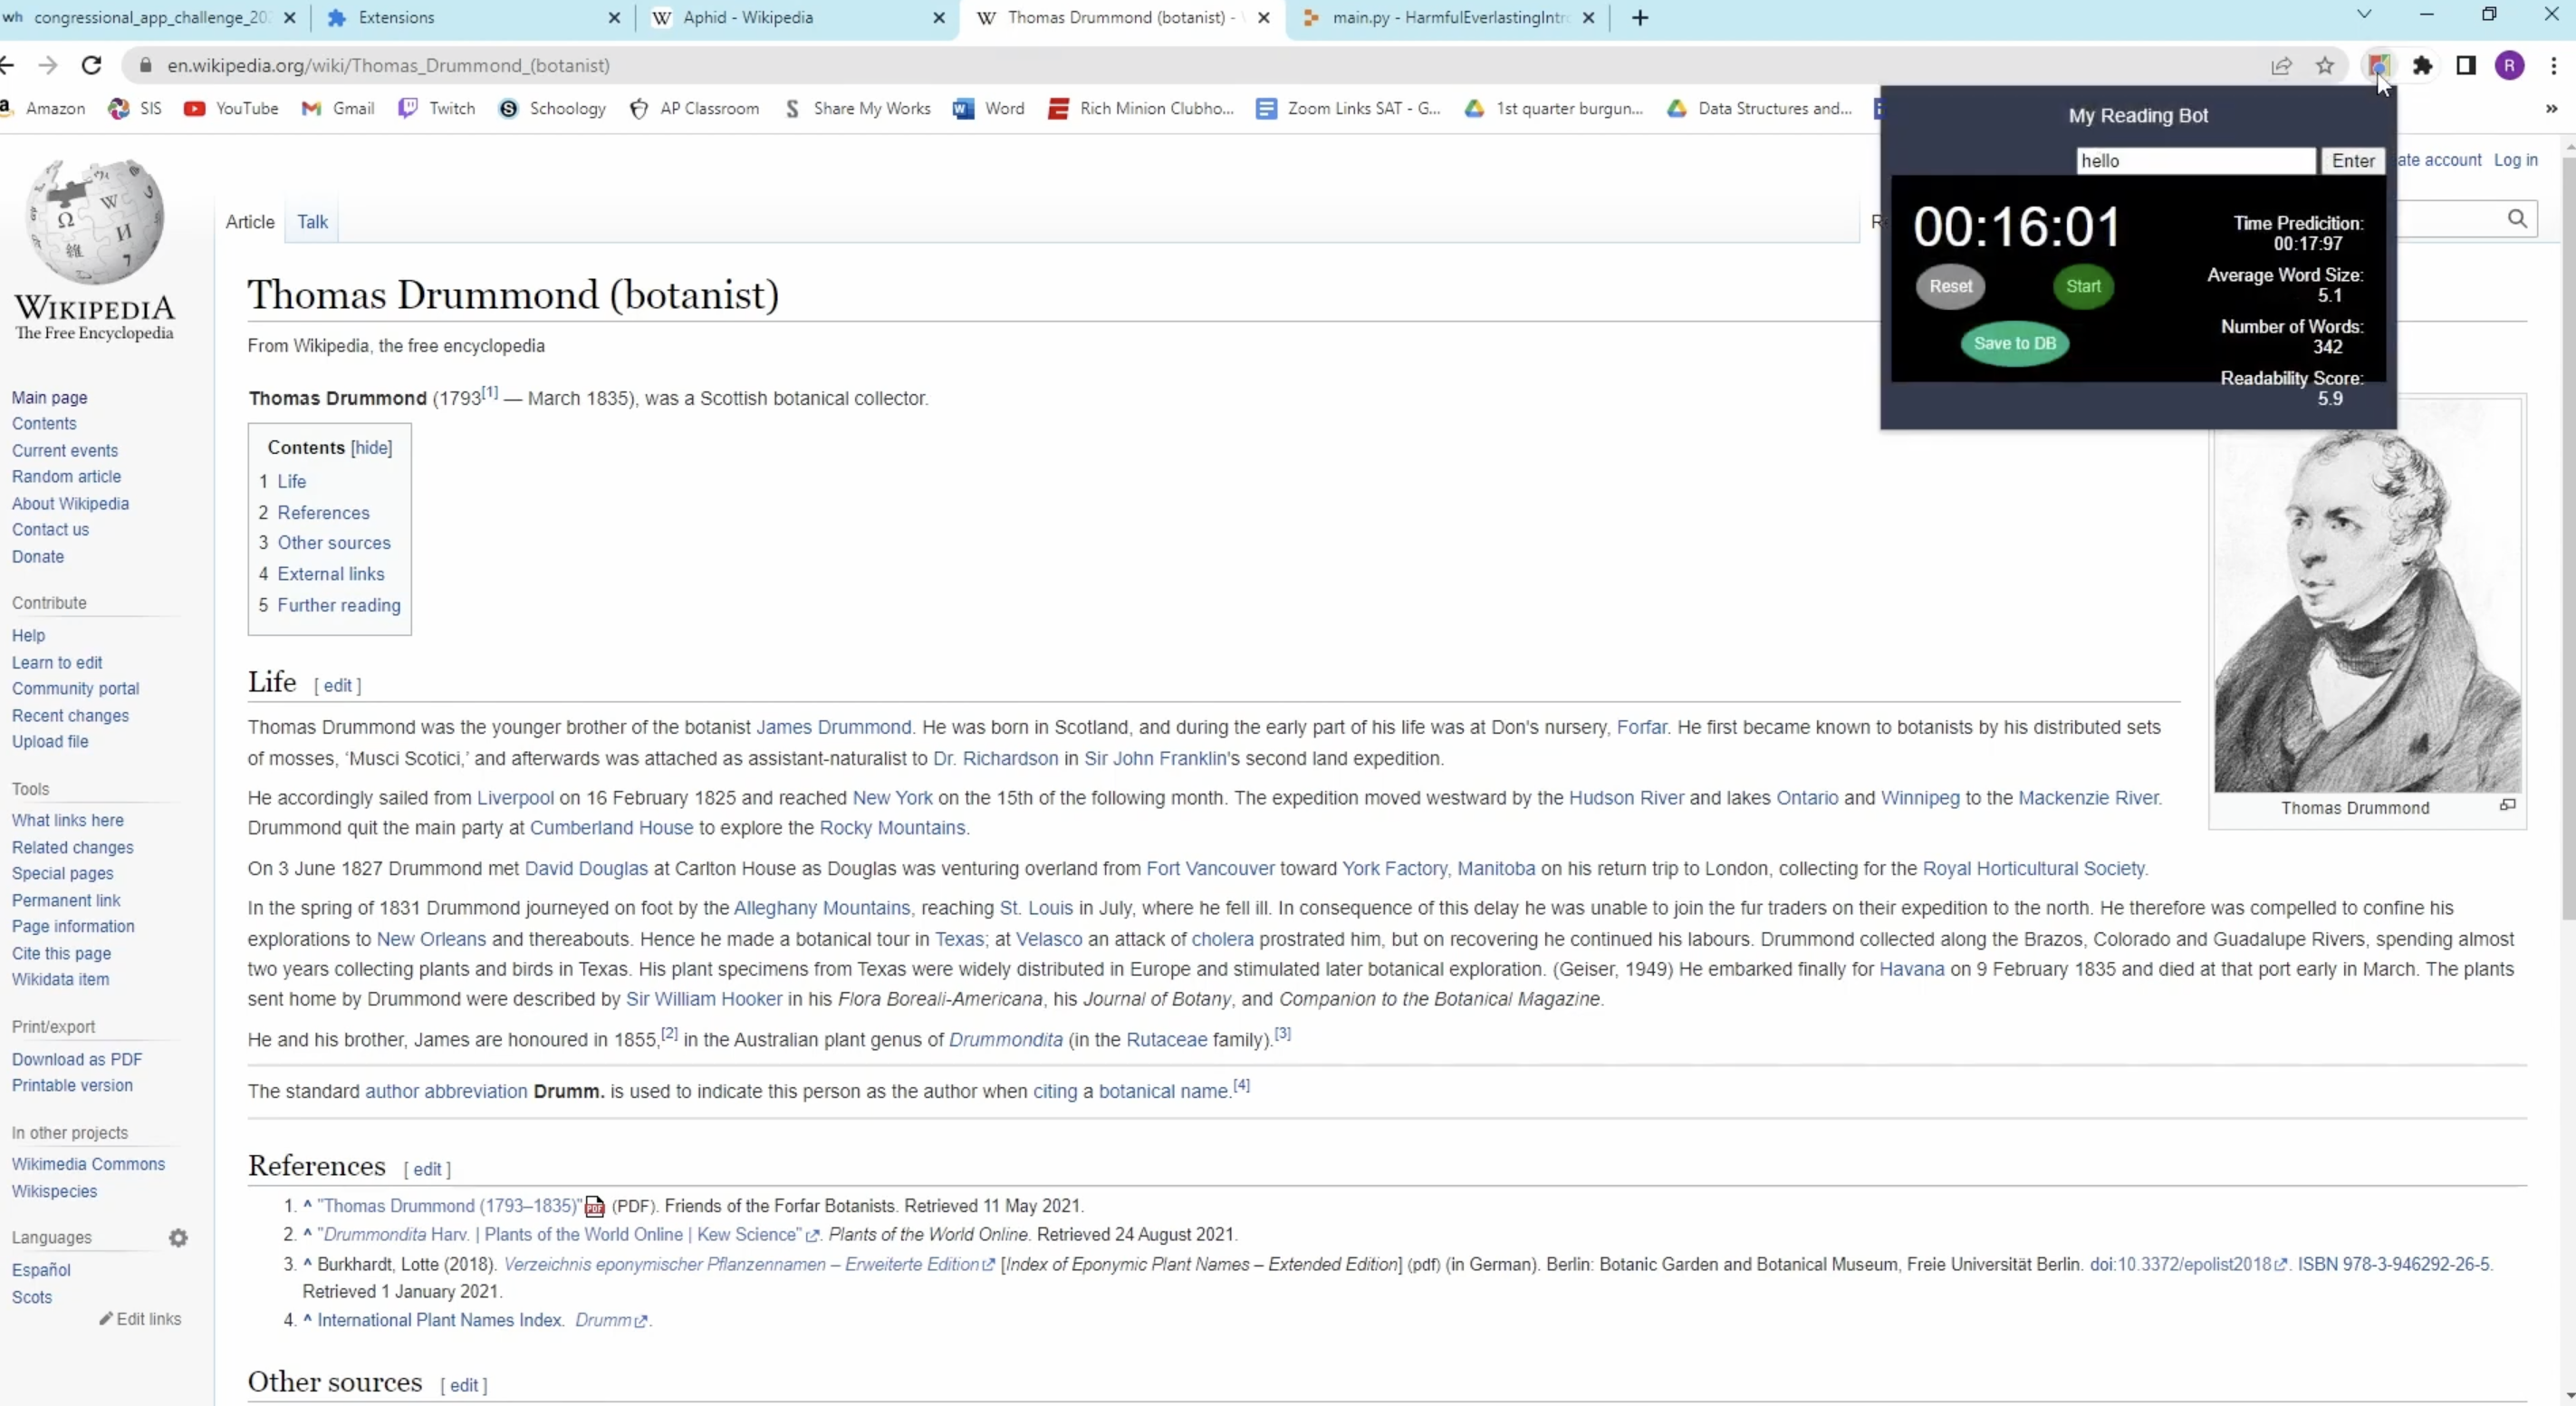 wh congressional_app_challenge_20
Extensions
W Aphid - Wikipedia
W Thomas Drummond (botanist) -
main.py - HarmfulEverlastingIntr
en.wikipedia.org/wiki/Thomas_Drummond_(botanist)
R
Amazon
SIS
YouTube
Gmail
Twitch
Schoology
AP Classroom
Share My Works
Word
Rich Minion Clubho...
Zoom Links SAT - G...
1st quarter burgun...
Data Structures and...
»
My Reading Bot
hello
Enter
ate account Log in
00:16:01
Reset
Start
Save to DB
Time Predicition:
00:17:97
Average Word Size:
5.1
Number of Words:
342
Readability Score:
5.9
WIKIPEDIA
The Free Encyclopedia
Main page
Contents
Current events
Random article
About Wikipedia
Contact us
Donate
Contribute
Help
Learn to edit
Community portal
Recent changes
Upload file
Tools
What links here
Related changes
Special pages
Permanent link
Page information
Cite this page
Wikidata item
Print/export
Download as PDF
Printable version
In other projects
Wikimedia Commons
Wikispecies
Languages
Español
Scots
Edit links
Article Talk
Thomas Drummond (botanist)
From Wikipedia, the free encyclopedia
Thomas Drummond (1793[1] — March 1835), was a Scottish botanical collector.
Contents [hide]
1 Life
2 References
3 Other sources
4 External links
5 Further reading
Thomas Drummond
Life [ edit ]
Thomas Drummond was the younger brother of the botanist James Drummond. He was born in Scotland, and during the early part of his life was at Don's nursery, Forfar. He first became known to botanists by his distributed sets
of mosses, ‘Musci Scotici,’ and afterwards was attached as assistant-naturalist to Dr. Richardson in Sir John Franklin's second land expedition.
He accordingly sailed from Liverpool on 16 February 1825 and reached New York on the 15th of the following month. The expedition moved westward by the Hudson River and lakes Ontario and Winnipeg to the Mackenzie River.
Drummond quit the main party at Cumberland House to explore the Rocky Mountains.
On 3 June 1827 Drummond met David Douglas at Carlton House as Douglas was venturing overland from Fort Vancouver toward York Factory, Manitoba on his return trip to London, collecting for the Royal Horticultural Society.
In the spring of 1831 Drummond journeyed on foot by the Alleghany Mountains, reaching St. Louis in July, where he fell ill. In consequence of this delay he was unable to join the fur traders on their expedition to the north. He therefore was compelled to confine his
explorations to New Orleans and thereabouts. Hence he made a botanical tour in Texas; at Velasco an attack of cholera prostrated him, but on recovering he continued his labours. Drummond collected along the Brazos, Colorado and Guadalupe Rivers, spending almost
two years collecting plants and birds in Texas. His plant specimens from Texas were widely distributed in Europe and stimulated later botanical exploration. (Geiser, 1949) He embarked finally for Havana on 9 February 1835 and died at that port early in March. The plants
sent home by Drummond were described by Sir William Hooker in his Flora Boreali-Americana, his Journal of Botany, and Companion to the Botanical Magazine.
He and his brother, James are honoured in 1855,[2] in the Australian plant genus of Drummondita (in the Rutaceae family).[3]
The standard author abbreviation Drumm. is used to indicate this person as the author when citing a botanical name.[4]
References [ edit ]
1. ^ "Thomas Drummond (1793–1835)" (PDF). Friends of the Forfar Botanists. Retrieved 11 May 2021.
2. ^ "Drummondita Harv. | Plants of the World Online | Kew Science". Plants of the World Online. Retrieved 24 August 2021.
3. ^ Burkhardt, Lotte (2018). Verzeichnis eponymischer Pflanzennamen – Erweiterte Edition [Index of Eponymic Plant Names – Extended Edition] (pdf) (in German). Berlin: Botanic Garden and Botanical Museum, Freie Universität Berlin. doi:10.3372/epolist2018. ISBN 978-3-946292-26-5.
Retrieved 1 January 2021.
4. ^ International Plant Names Index. Drumm.
Other sources [ edit ]